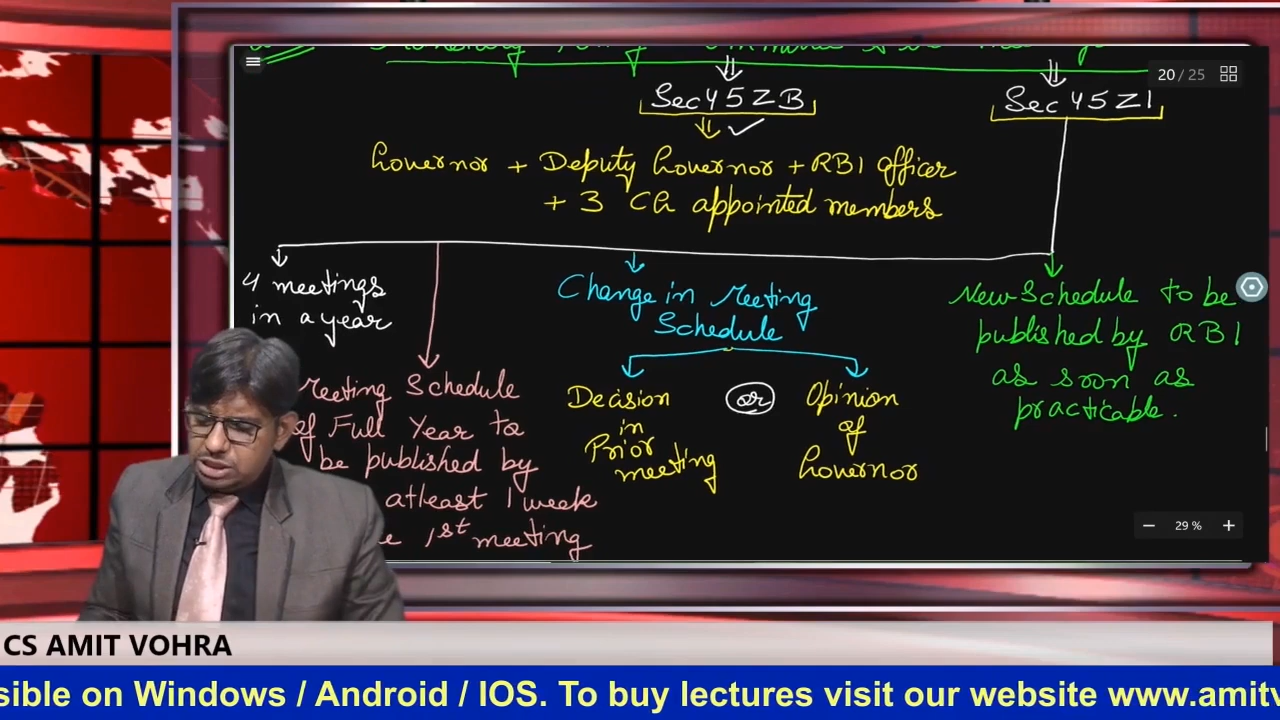 20 / 25
Sec 45ZB
Sec 45ZI
Governor + Deputy Governor + RBI officer
+ 3 CG appointed members
4 meetings
in a year
Change in Meeting
Schedule
New Schedule to be
published by RBI
as soon as
practicable.
Meeting Schedule
of Full Year to
be published by
atleast 1 week
1st meeting
Decision
in
Prior
meeting
or
Opinion
of
Governor
29 %
CS AMIT VOHRA
sible on Windows / Android / IOS. To buy lectures visit our website www.amitv